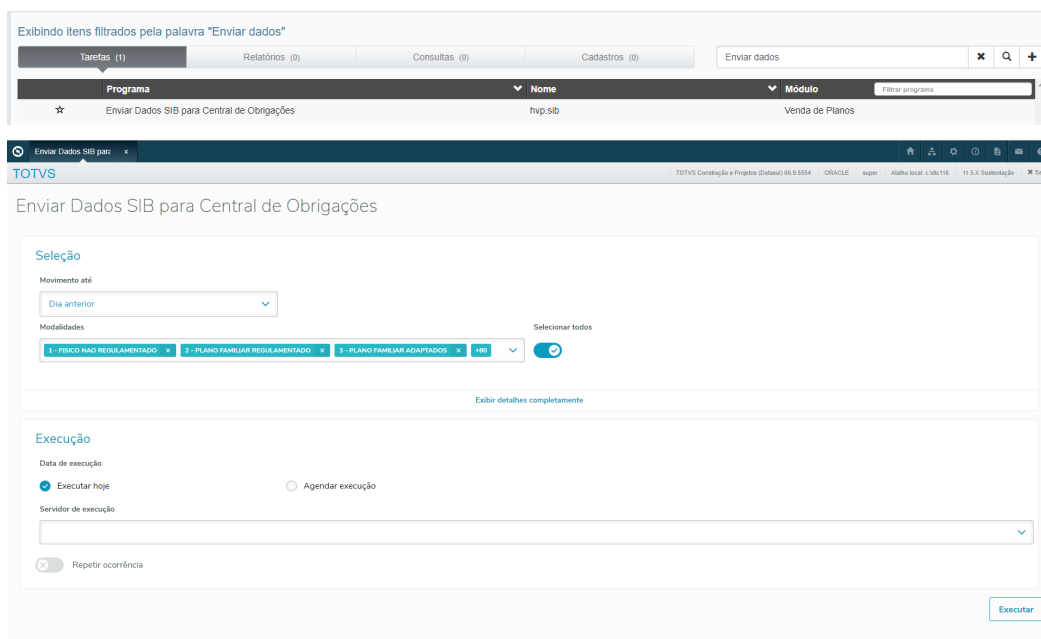 Exibindo itens filtrados pela palavra "Enviar dados"
Tarefas (1) Relatórios (0) Consultas (0) Cadastros (0) Enviar dados
Programa Nome Módulo Filtrar programa
Enviar Dados SIB para Central de Obrigações hvp.sib Venda de Planos
Enviar Dados SIB para x
TOTVS TOTVS Construção e Projetos (Datasul) 06.9.5554 ORACLE super Atalho local: c:\dlc116 11.5.X Sustentação
Enviar Dados SIB para Central de Obrigações
Seleção
Movimento até
Dia anterior
Modalidades Selecionar todos
1 - FISICO NAO REGULAMENTADO x 2 - PLANO FAMILIAR REGULAMENTADO x 3 - PLANO FAMILIAR ADAPTADOS x +80
Exibir detalhes completamente
Execução
Data de execução
Executar hoje Agendar execução
Servidor de execução
Repetir ocorrência
Executar